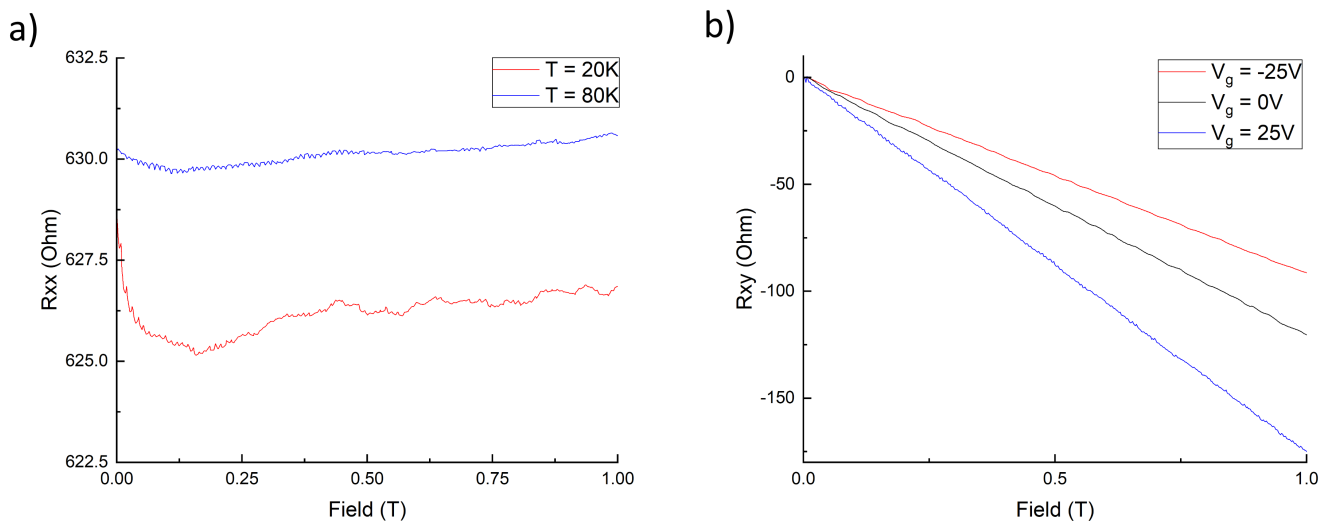 a)
632.5
630.0
627.5
625.0
622.5
Rxx (Ohm)
T = 20K
T = 80K
0.00
0.25
0.50
0.75
1.00
Field (T)
b)
0
-50
-100
-150
Rxy (Ohm)
Vg = -25V
Vg = 0V
Vg = 25V
0.0
0.5
1.0
Field (T)